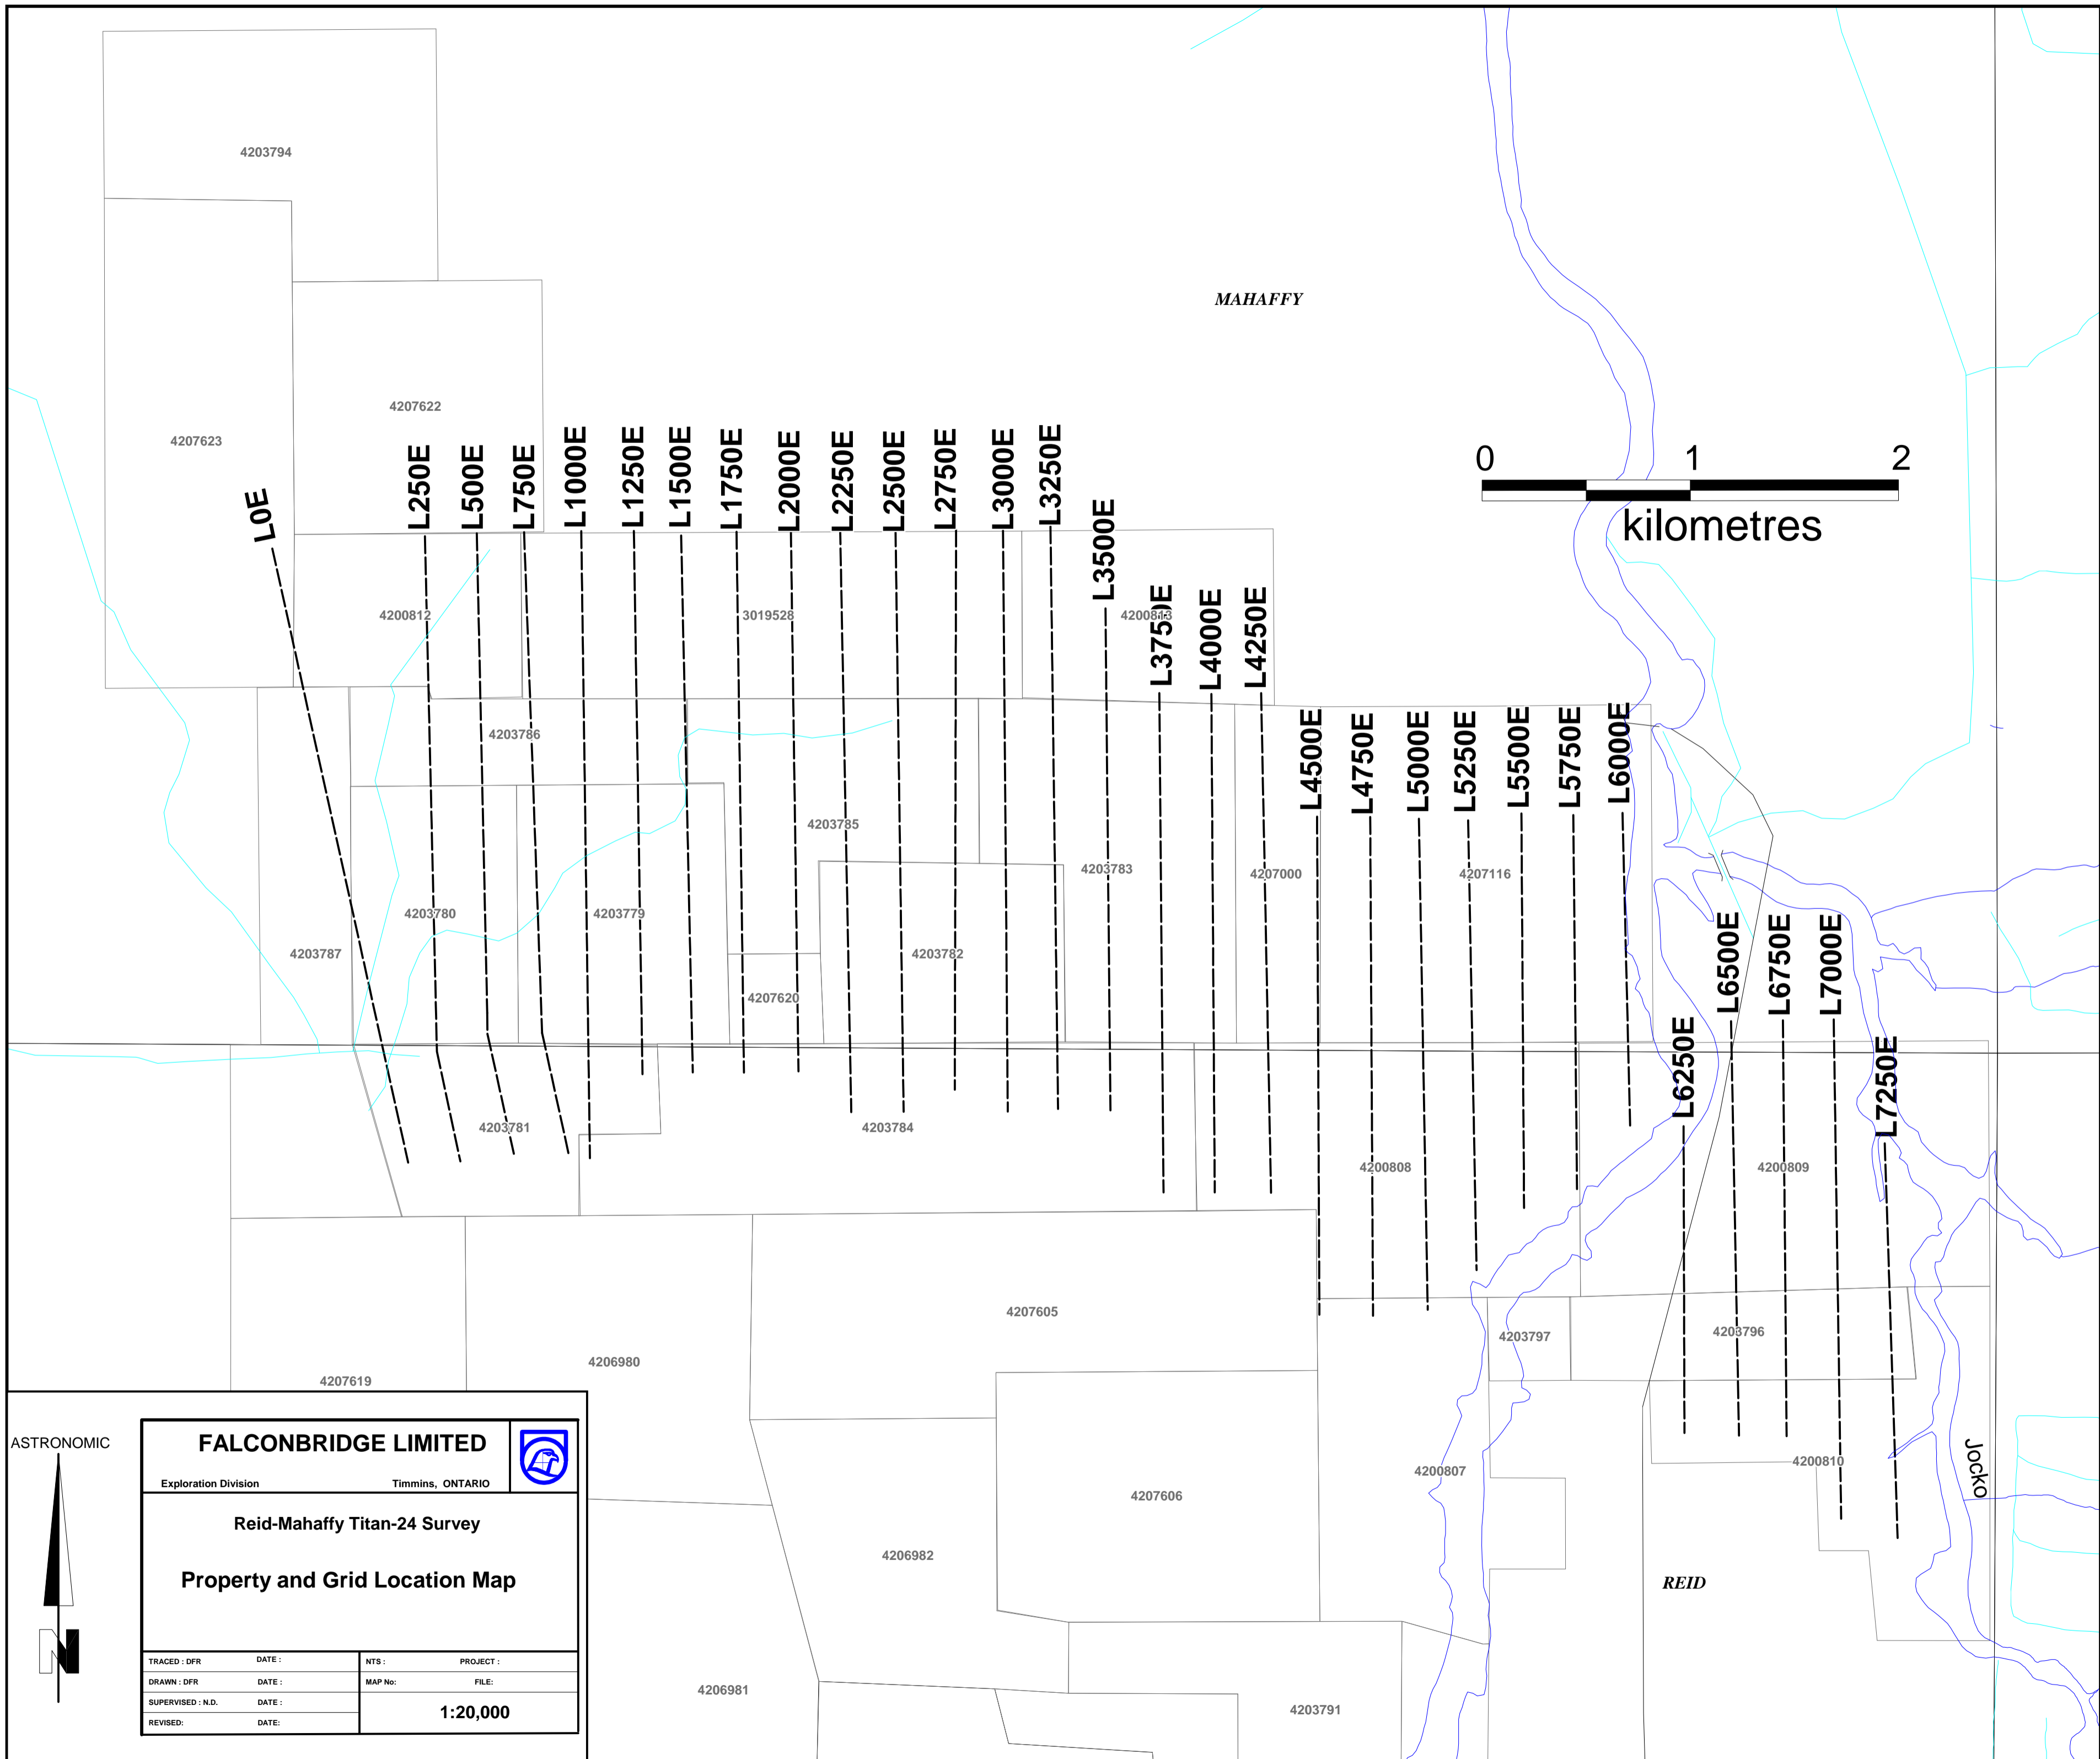 4203794
MAHAFFY
4207622
4207623
L0E
L250E
L500E
L750E
L1000E
L1250E
L1500E
L1750E
L2000E
L2250E
L2500E
L2750E
L3000E
L3250E
L3500E
L3750E
L4000E
L4250E
L4500E
L4750E
L5000E
L5250E
L5500E
L5750E
L6000E
L6250E
L6500E
L6750E
L7000E
L7250E
0 1 2
kilometres
4200812
3019528
4200813
4203786
4203785
4203783
4207000
4207116
4203780
4203779
4203787
4203782
4207620
4203781
4203784
4200808
4200809
4207605
4203797
4203796
4206980
4207619
4200807
4200810
Jocko
4207606
4206982
REID
4206981
4203791
ASTRONOMIC
N
FALCONBRIDGE LIMITED
Exploration Division Timmins, ONTARIO
Reid-Mahaffy Titan-24 Survey
Property and Grid Location Map
TRACED : DFR DATE : NTS : PROJECT :
DRAWN : DFR DATE : MAP No: FILE:
SUPERVISED : N.D. DATE :
1:20,000
REVISED: DATE: